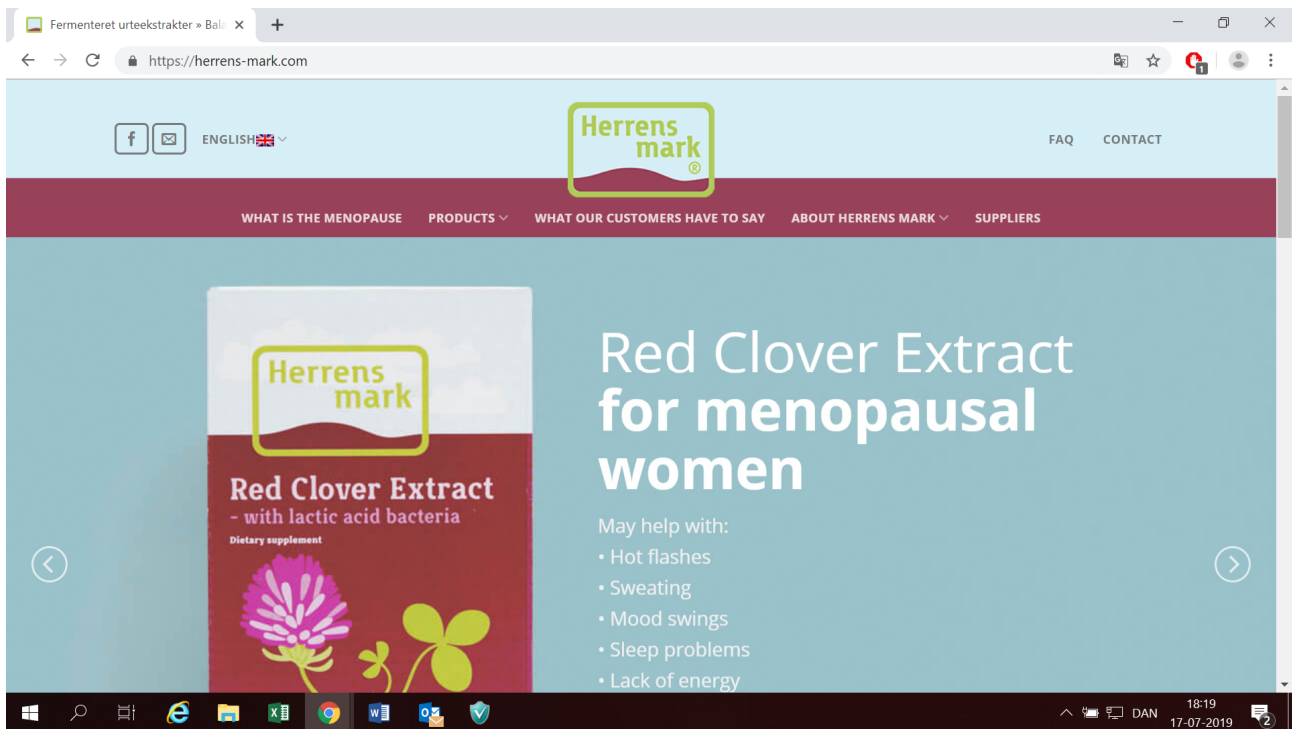 Fermenteret urteekstrakter » Bala
https://herrens-mark.com
1
f
ENGLISH
Herrens
mark
®
FAQ
CONTACT
WHAT IS THE MENOPAUSE
PRODUCTS
WHAT OUR CUSTOMERS HAVE TO SAY
ABOUT HERRENS MARK
SUPPLIERS
Herrens
mark
Red Clover Extract
- with lactic acid bacteria
Dietary supplement
Red Clover Extract
for menopausal
women
May help with:
• Hot flashes
• Sweating
• Mood swings
• Sleep problems
• Lack of energy
DAN
18:19
17-07-2019
2